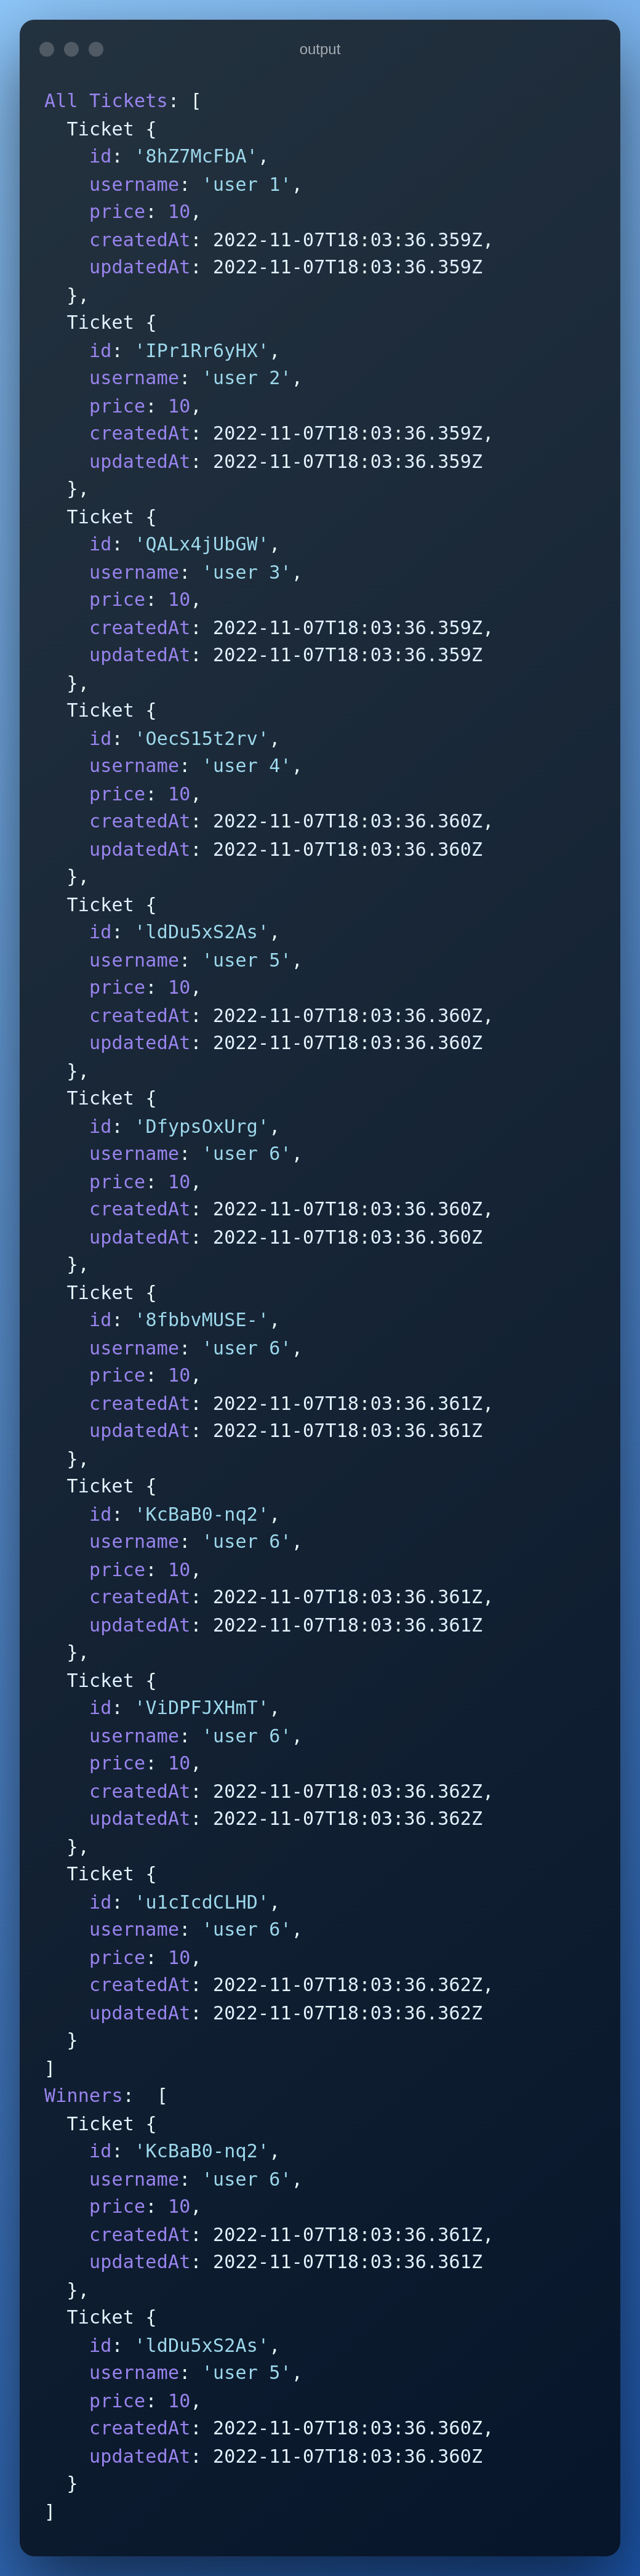 output
All Tickets: [
  Ticket {
    id: '8hZ7McFbA',
    username: 'user 1',
    price: 10,
    createdAt: 2022-11-07T18:03:36.359Z,
    updatedAt: 2022-11-07T18:03:36.359Z
  },
  Ticket {
    id: 'IPr1Rr6yHX',
    username: 'user 2',
    price: 10,
    createdAt: 2022-11-07T18:03:36.359Z,
    updatedAt: 2022-11-07T18:03:36.359Z
  },
  Ticket {
    id: 'QALx4jUbGW',
    username: 'user 3',
    price: 10,
    createdAt: 2022-11-07T18:03:36.359Z,
    updatedAt: 2022-11-07T18:03:36.359Z
  },
  Ticket {
    id: 'OecS15t2rv',
    username: 'user 4',
    price: 10,
    createdAt: 2022-11-07T18:03:36.360Z,
    updatedAt: 2022-11-07T18:03:36.360Z
  },
  Ticket {
    id: 'ldDu5xS2As',
    username: 'user 5',
    price: 10,
    createdAt: 2022-11-07T18:03:36.360Z,
    updatedAt: 2022-11-07T18:03:36.360Z
  },
  Ticket {
    id: 'DfypsOxUrg',
    username: 'user 6',
    price: 10,
    createdAt: 2022-11-07T18:03:36.360Z,
    updatedAt: 2022-11-07T18:03:36.360Z
  },
  Ticket {
    id: '8fbbvMUSE-',
    username: 'user 6',
    price: 10,
    createdAt: 2022-11-07T18:03:36.361Z,
    updatedAt: 2022-11-07T18:03:36.361Z
  },
  Ticket {
    id: 'KcBaB0-nq2',
    username: 'user 6',
    price: 10,
    createdAt: 2022-11-07T18:03:36.361Z,
    updatedAt: 2022-11-07T18:03:36.361Z
  },
  Ticket {
    id: 'ViDPFJXHmT',
    username: 'user 6',
    price: 10,
    createdAt: 2022-11-07T18:03:36.362Z,
    updatedAt: 2022-11-07T18:03:36.362Z
  },
  Ticket {
    id: 'u1cIcdCLHD',
    username: 'user 6',
    price: 10,
    createdAt: 2022-11-07T18:03:36.362Z,
    updatedAt: 2022-11-07T18:03:36.362Z
  }
]
Winners:  [
  Ticket {
    id: 'KcBaB0-nq2',
    username: 'user 6',
    price: 10,
    createdAt: 2022-11-07T18:03:36.361Z,
    updatedAt: 2022-11-07T18:03:36.361Z
  },
  Ticket {
    id: 'ldDu5xS2As',
    username: 'user 5',
    price: 10,
    createdAt: 2022-11-07T18:03:36.360Z,
    updatedAt: 2022-11-07T18:03:36.360Z
  }
]